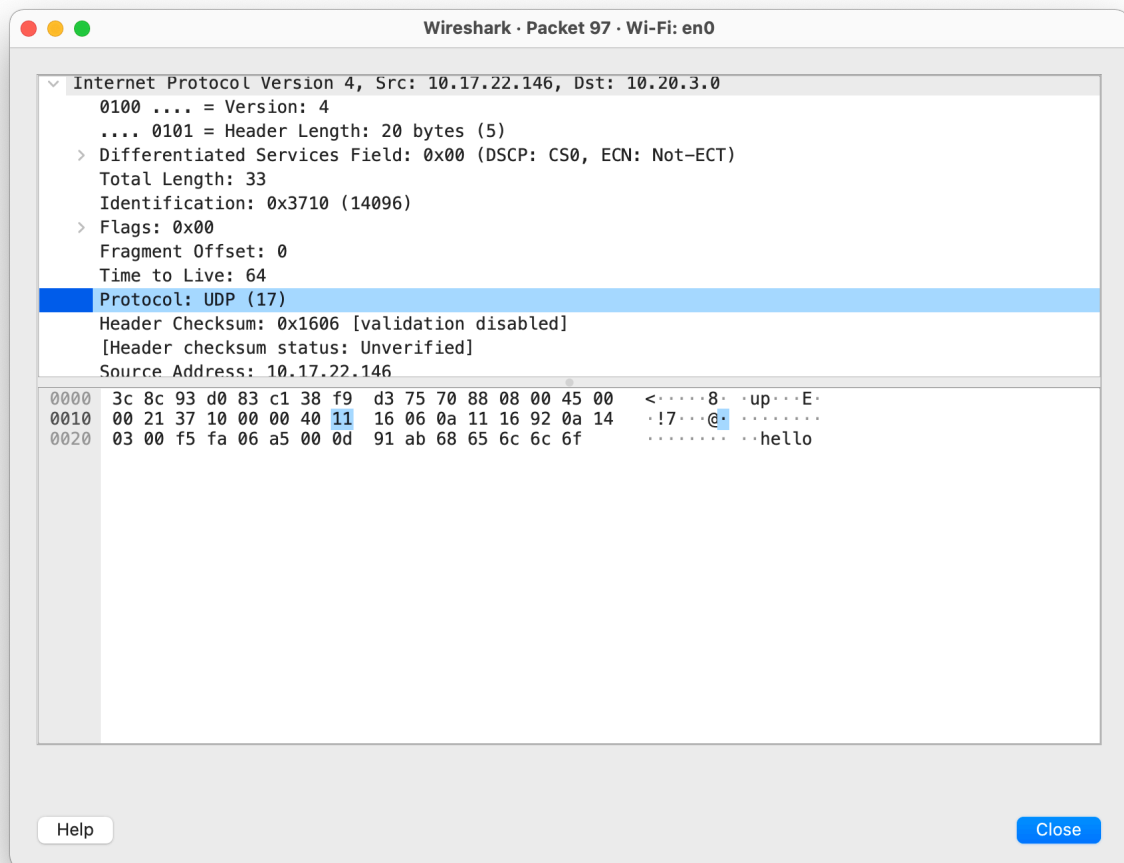 Wireshark · Packet 97 · Wi-Fi: en0
Internet Protocol Version 4, Src: 10.17.22.146, Dst: 10.20.3.0
0100 .... = Version: 4
.... 0101 = Header Length: 20 bytes (5)
Differentiated Services Field: 0x00 (DSCP: CS0, ECN: Not-ECT)
Total Length: 33
Identification: 0x3710 (14096)
Flags: 0x00
Fragment Offset: 0
Time to Live: 64
Protocol: UDP (17)
Header Checksum: 0x1606 [validation disabled]
[Header checksum status: Unverified]
Source Address: 10.17.22.146
0000 3c 8c 93 d0 83 c1 38 f9 d3 75 70 88 08 00 45 00 <·····8· ·up···E·
0010 00 21 37 10 00 00 40 11 16 06 0a 11 16 92 0a 14 ·!7···@· ········
0020 03 00 f5 fa 06 a5 00 0d 91 ab 68 65 6c 6c 6f ········ ··hello
Help
Close